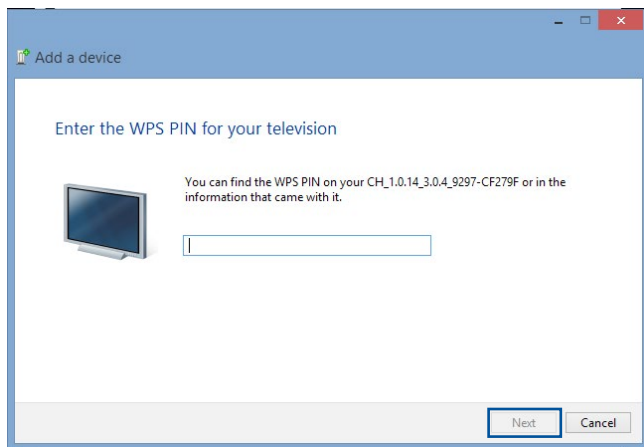 Add a device
Enter the WPS PIN for your television
You can find the WPS PIN on your CH_1.0.14_3.0.4_9297-CF279F or in the
information that came with it.
Next
Cancel